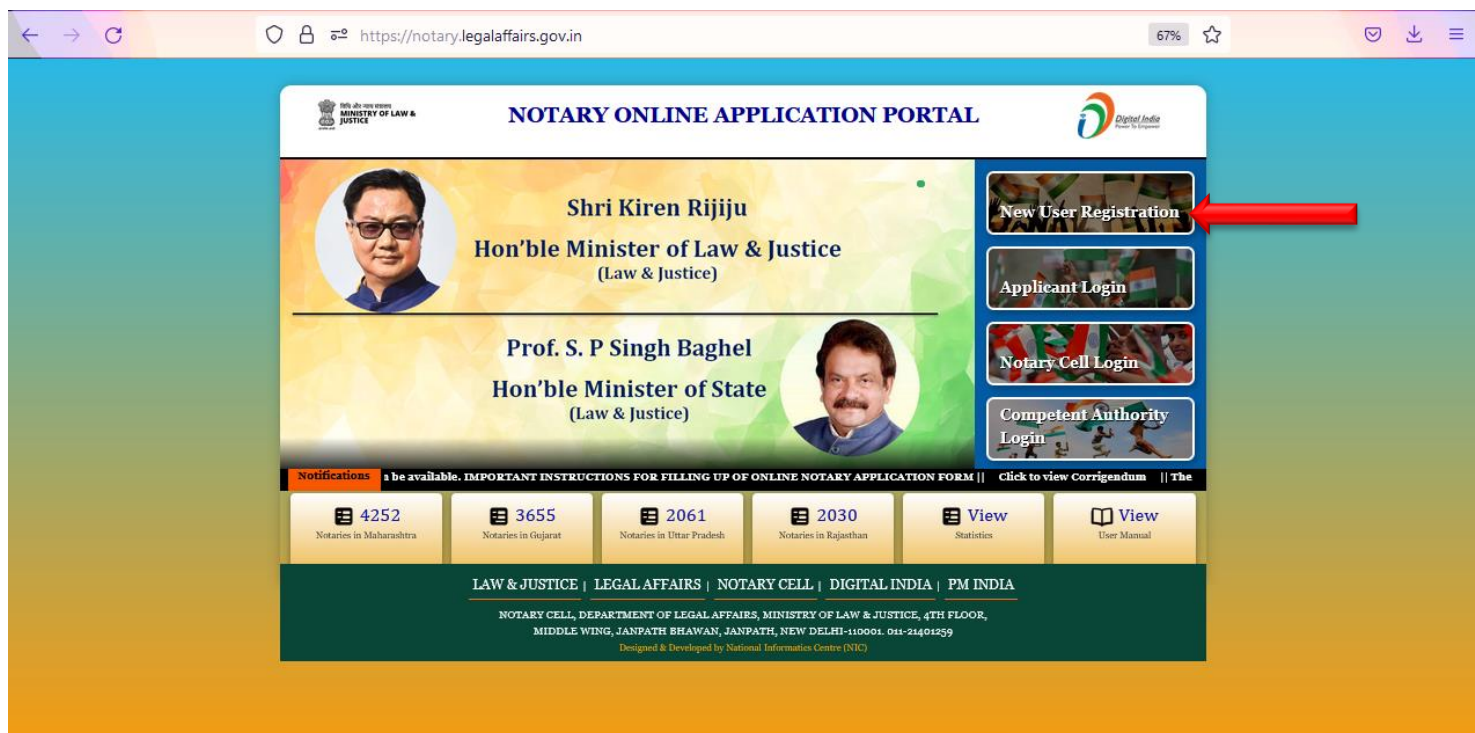 https://notary.legalaffairs.gov.in
67%
विधि और न्याय मंत्रालय
MINISTRY OF LAW &
JUSTICE
NOTARY ONLINE APPLICATION PORTAL
Digital India
Power To Empower
Shri Kiren Rijiju
Hon’ble Minister of Law & Justice
(Law & Justice)
Prof. S. P Singh Baghel
Hon’ble Minister of State
(Law & Justice)
New User Registration
Applicant Login
Notary Cell Login
Competent Authority
Login
Notifications
be available. IMPORTANT INSTRUCTIONS FOR FILLING UP OF ONLINE NOTARY APPLICATION FORM || Click to view Corrigendum || The
4252
Notaries in Maharashtra
3655
Notaries in Gujarat
2061
Notaries in Uttar Pradesh
2030
Notaries in Rajasthan
View
Statistics
View
User Manual
LAW & JUSTICE | LEGAL AFFAIRS | NOTARY CELL | DIGITAL INDIA | PM INDIA
NOTARY CELL, DEPARTMENT OF LEGAL AFFAIRS, MINISTRY OF LAW & JUSTICE, 4TH FLOOR,
MIDDLE WING, JANPATH BHAWAN, JANPATH, NEW DELHI-110001. 011-21401259
Designed & Developed by National Informatics Centre (NIC)